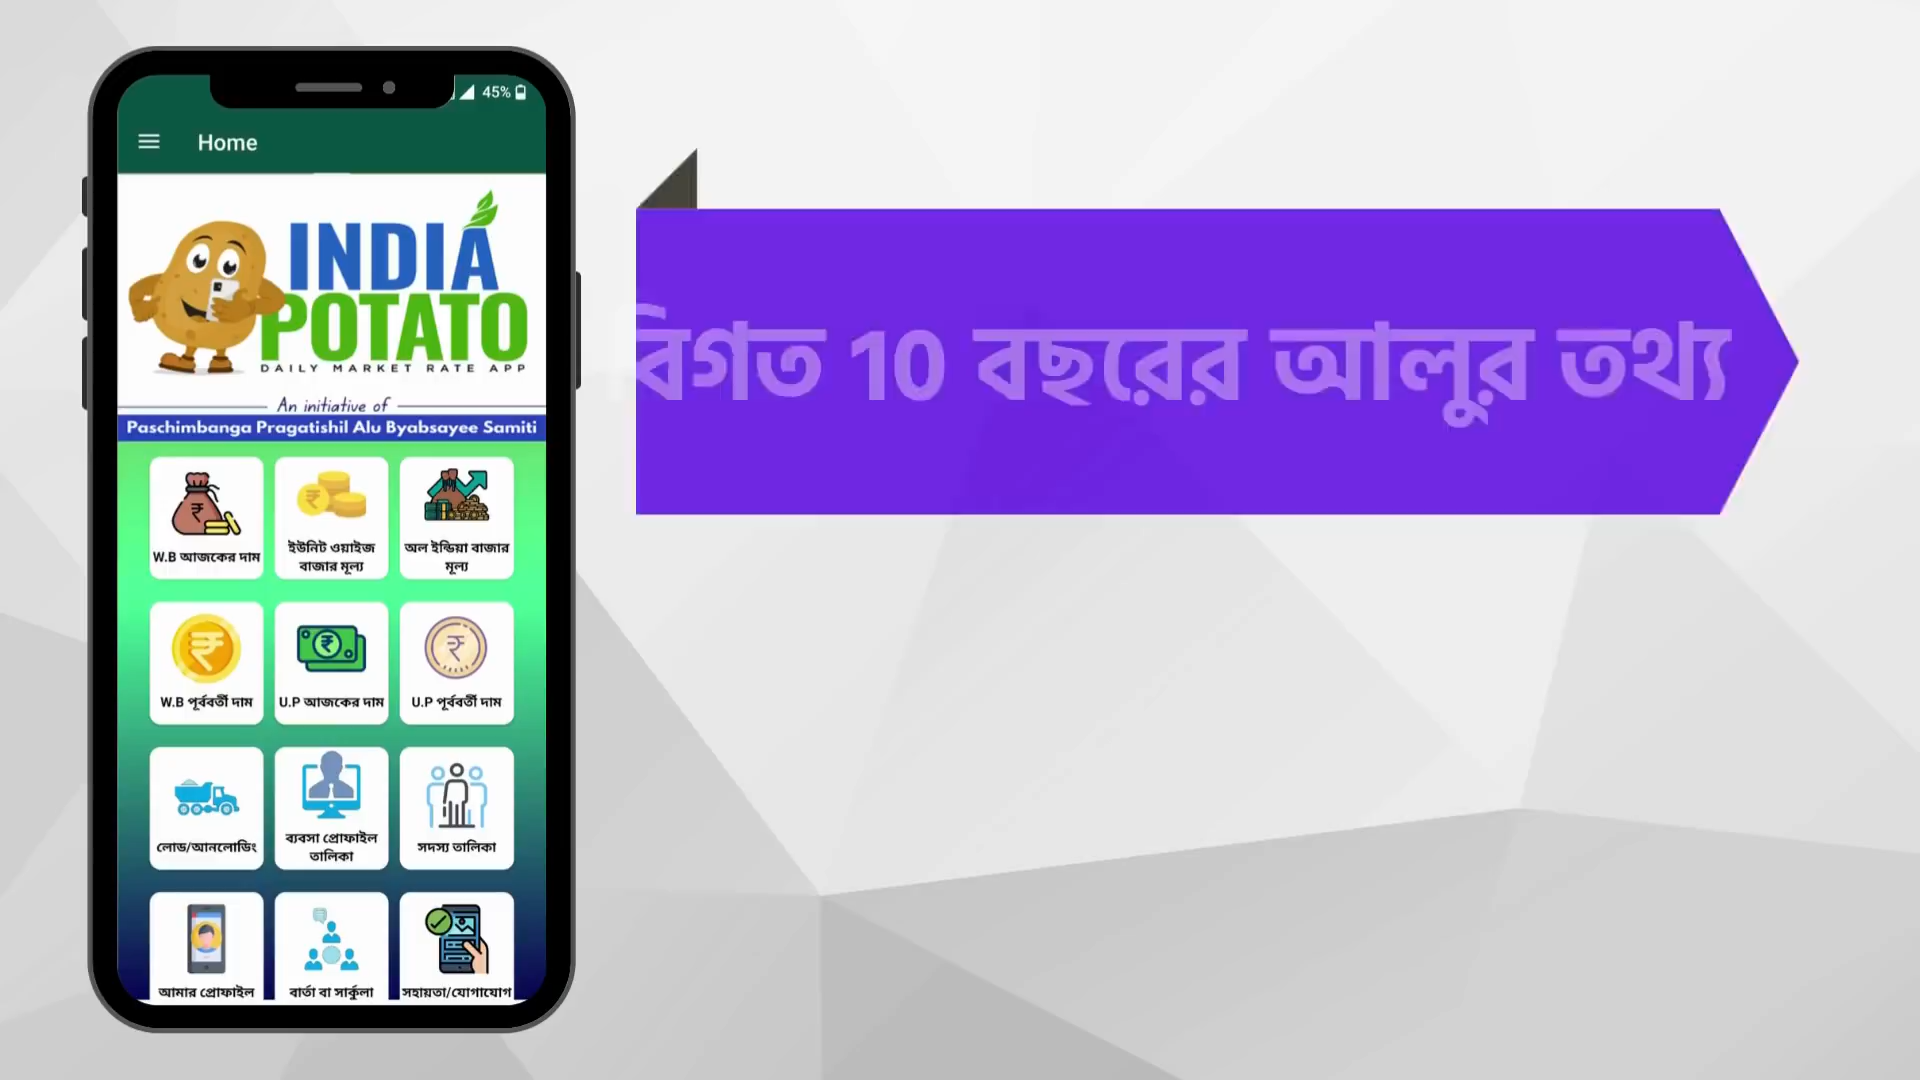 45%
Home
INDIA
POTATO
DAILY MARKET RATE APP
An initiative of
Paschimbanga Pragatishil Alu Byabsayee Samiti
W.B আজকের দাম
ইউনিট ওয়াইজ
বাজার মূল্য
অল ইন্ডিয়া বাজার
মূল্য
W.B পূর্ববর্তী দাম
U.P আজকের দাম
U.P পূর্ববর্তী দাম
লোড/আনলোডিং
ব্যবসা প্রোফাইল
তালিকা
সদস্য তালিকা
আমার প্রোফাইল
বার্তা বা সার্কুলা
সহায়তা/যোগাযোগ
বিগত 10 বছরের আলুর তথ্য